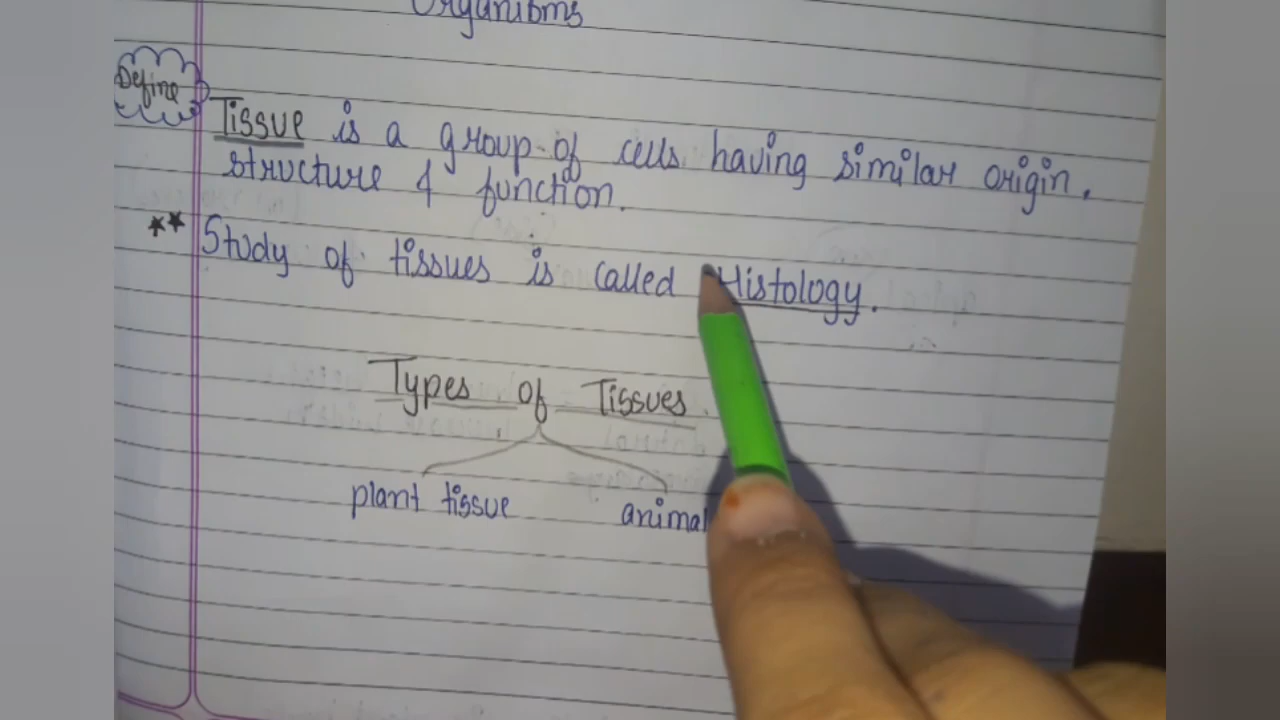 Organisms
Define
Tissue is a group of cells having similar origin,
structure & function.
** Study of tissues is called Histology.
Types of Tissues
plant tissue animal